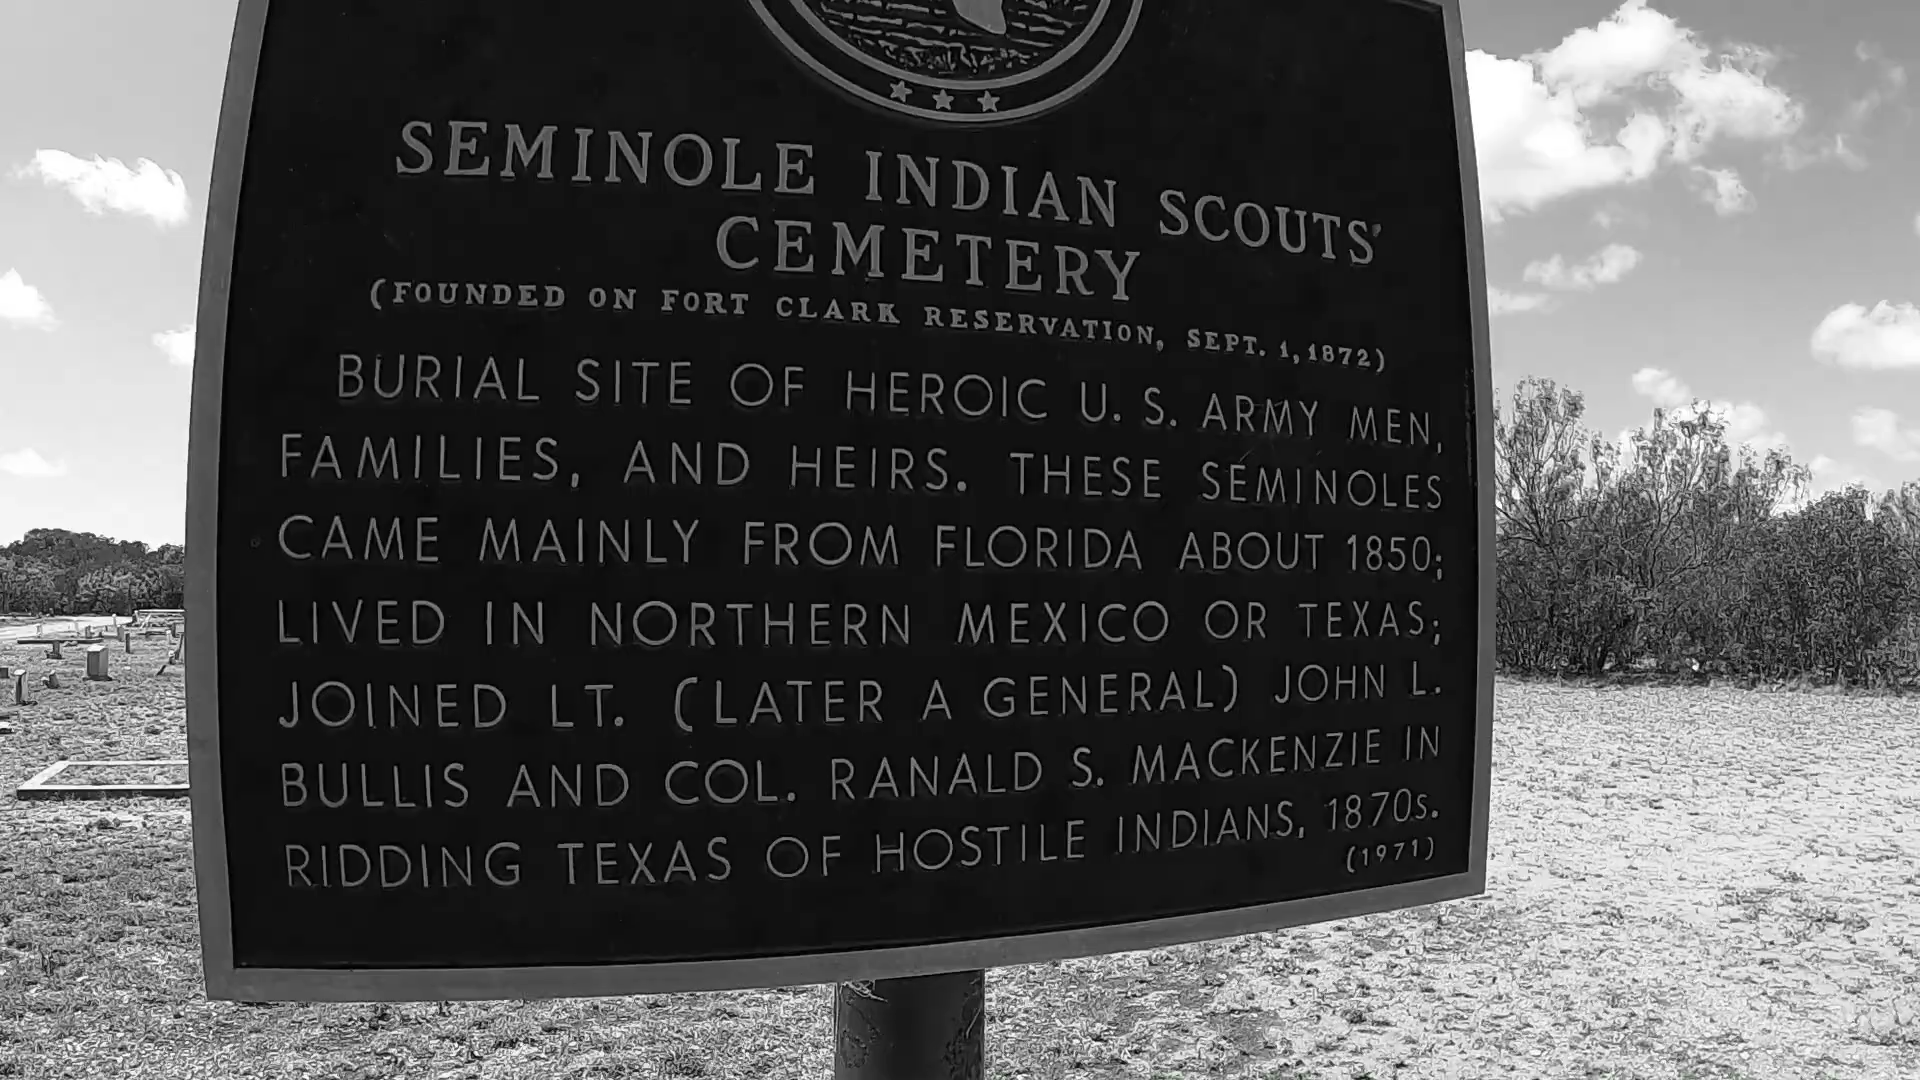 SEMINOLE INDIAN SCOUTS'
CEMETERY
(FOUNDED ON FORT CLARK RESERVATION, SEPT. 1, 1872)
BURIAL SITE OF HEROIC U. S. ARMY MEN,
FAMILIES, AND HEIRS. THESE SEMINOLES
CAME MAINLY FROM FLORIDA ABOUT 1850;
LIVED IN NORTHERN MEXICO OR TEXAS;
JOINED LT. (LATER A GENERAL) JOHN L.
BULLIS AND COL. RANALD S. MACKENZIE IN
RIDDING TEXAS OF HOSTILE INDIANS, 1870s.
(1971)